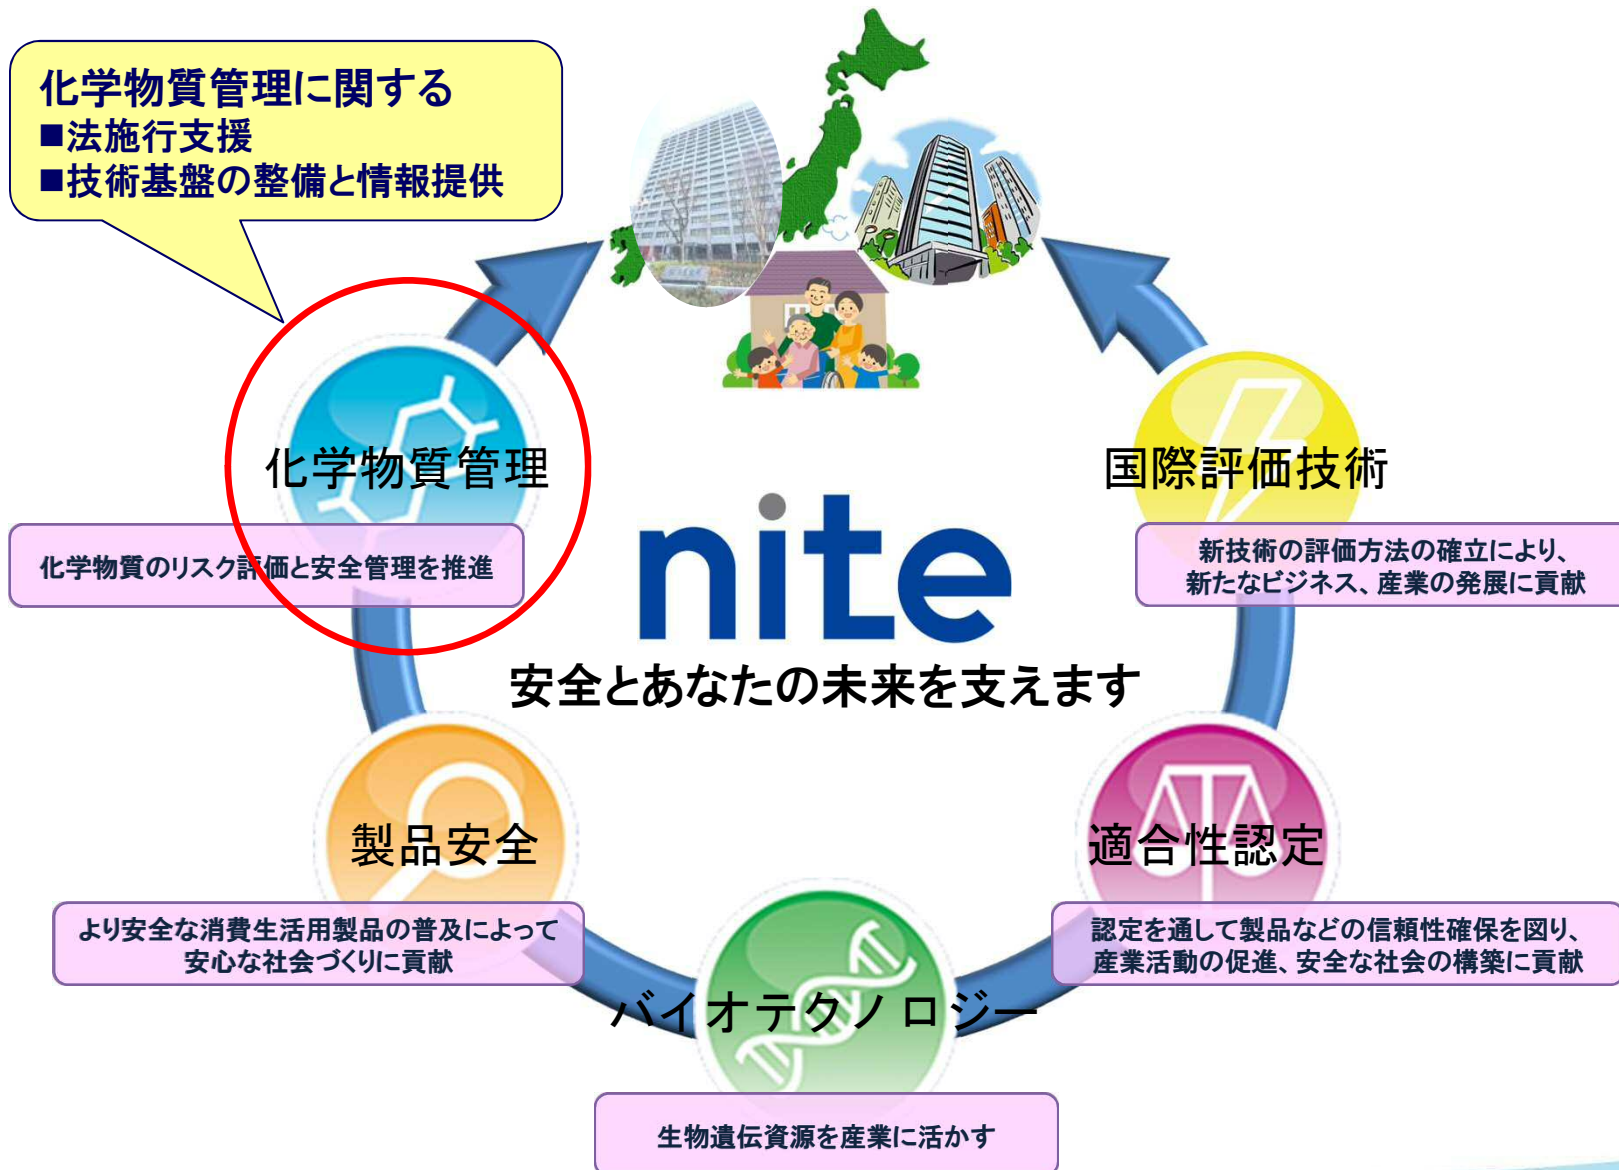 化学物質管理に関する
■法施行支援
■技術基盤の整備と情報提供
化学物質管理
化学物質のリスク評価と安全管理を推進
国際評価技術
新技術の評価方法の確立により、
新たなビジネス、産業の発展に貢献
nite
安全とあなたの未来を支えます
製品安全
より安全な消費生活用製品の普及によって
安心な社会づくりに貢献
適合性認定
認定を通して製品などの信頼性確保を図り、
産業活動の促進、安全な社会の構築に貢献
バイオテクノロジー
生物遺伝資源を産業に活かす